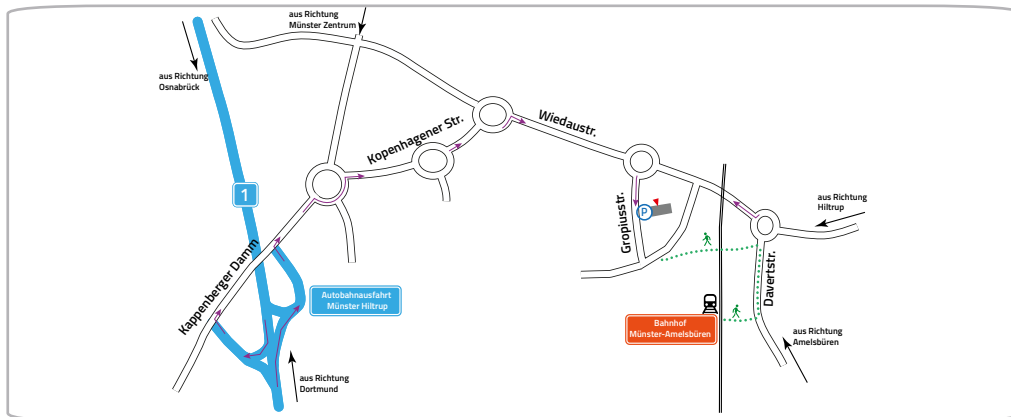 aus Richtung
Münster Zentrum
aus Richtung
Osnabrück
Kopenhagener Str.
Wiedaustr.
1
Gropiusstr.
P
aus Richtung
Hiltrup
Kappenberger Damm
Davertstr.
Autobahnausfahrt
Münster Hiltrup
Bahnhof
Münster-Amelsbüren
aus Richtung
Amelsbüren
aus Richtung
Dortmund